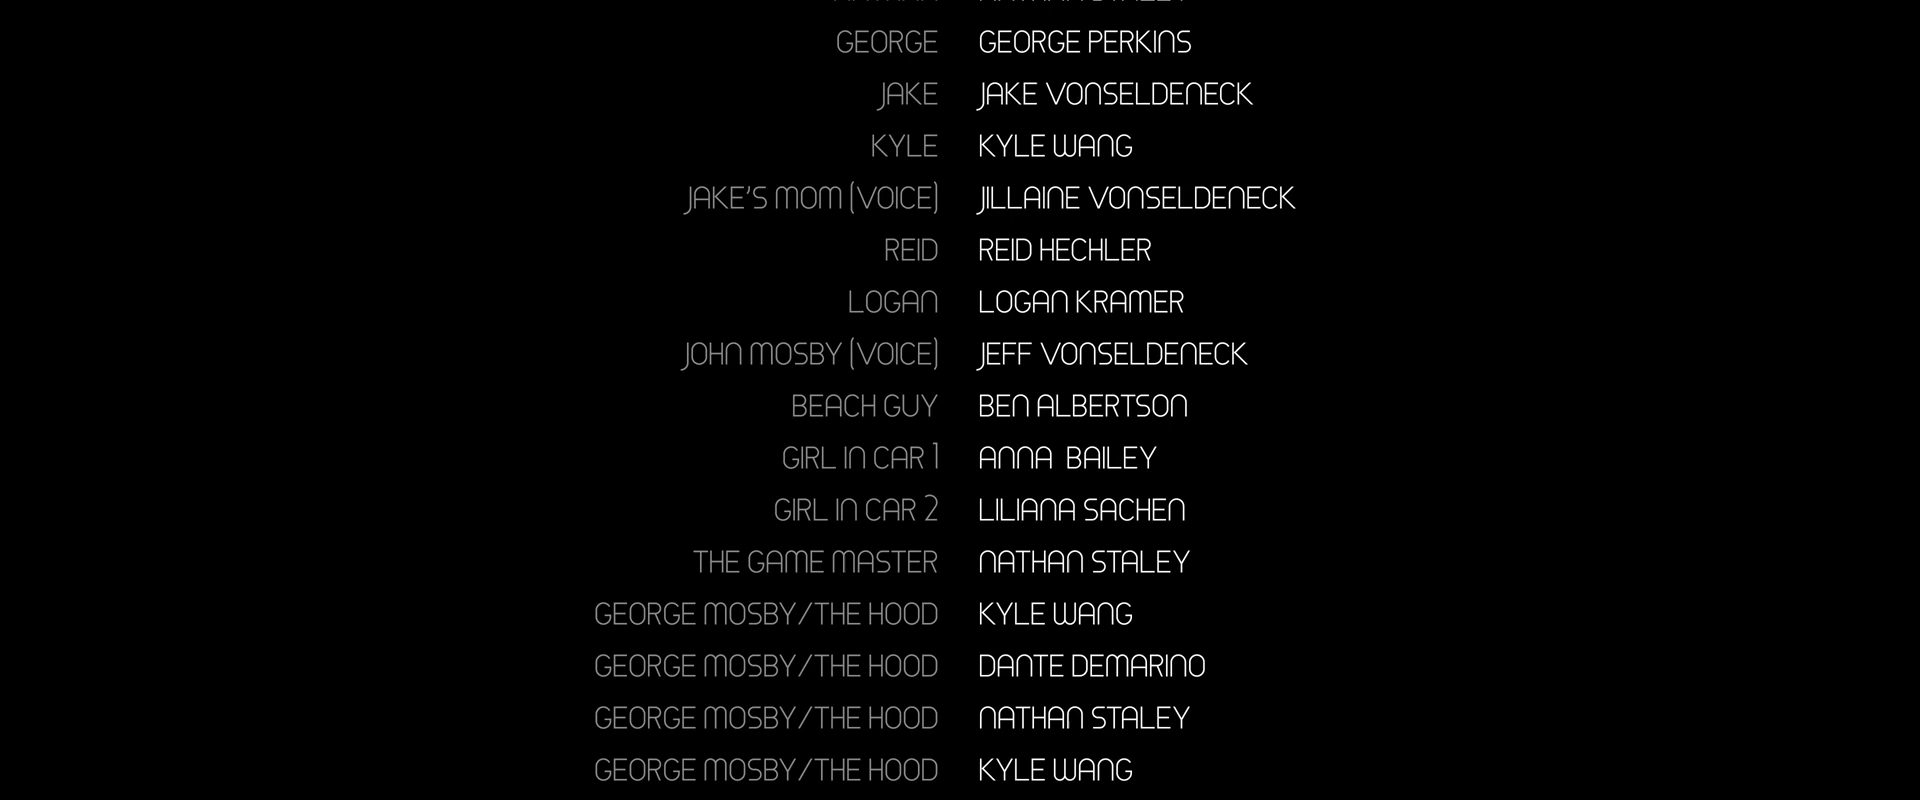 GEORGE GEORGE PERKINS
JAKE JAKE VONSELDENECK
KYLE KYLE WANG
JAKE'S MOM (VOICE) JILLAINE VONSELDENECK
REID REID HECHLER
LOGAN LOGAN KRAMER
JOHN MOSBY (VOICE) JEFF VONSELDENECK
BEACH GUY BEN ALBERTSON
GIRL IN CAR 1 ANNA BAILEY
GIRL IN CAR 2 LILIANA SACHEN
THE GAME MASTER NATHAN STALEY
GEORGE MOSBY/THE HOOD KYLE WANG
GEORGE MOSBY/THE HOOD DANTE DEMARINO
GEORGE MOSBY/THE HOOD NATHAN STALEY
GEORGE MOSBY/THE HOOD KYLE WANG